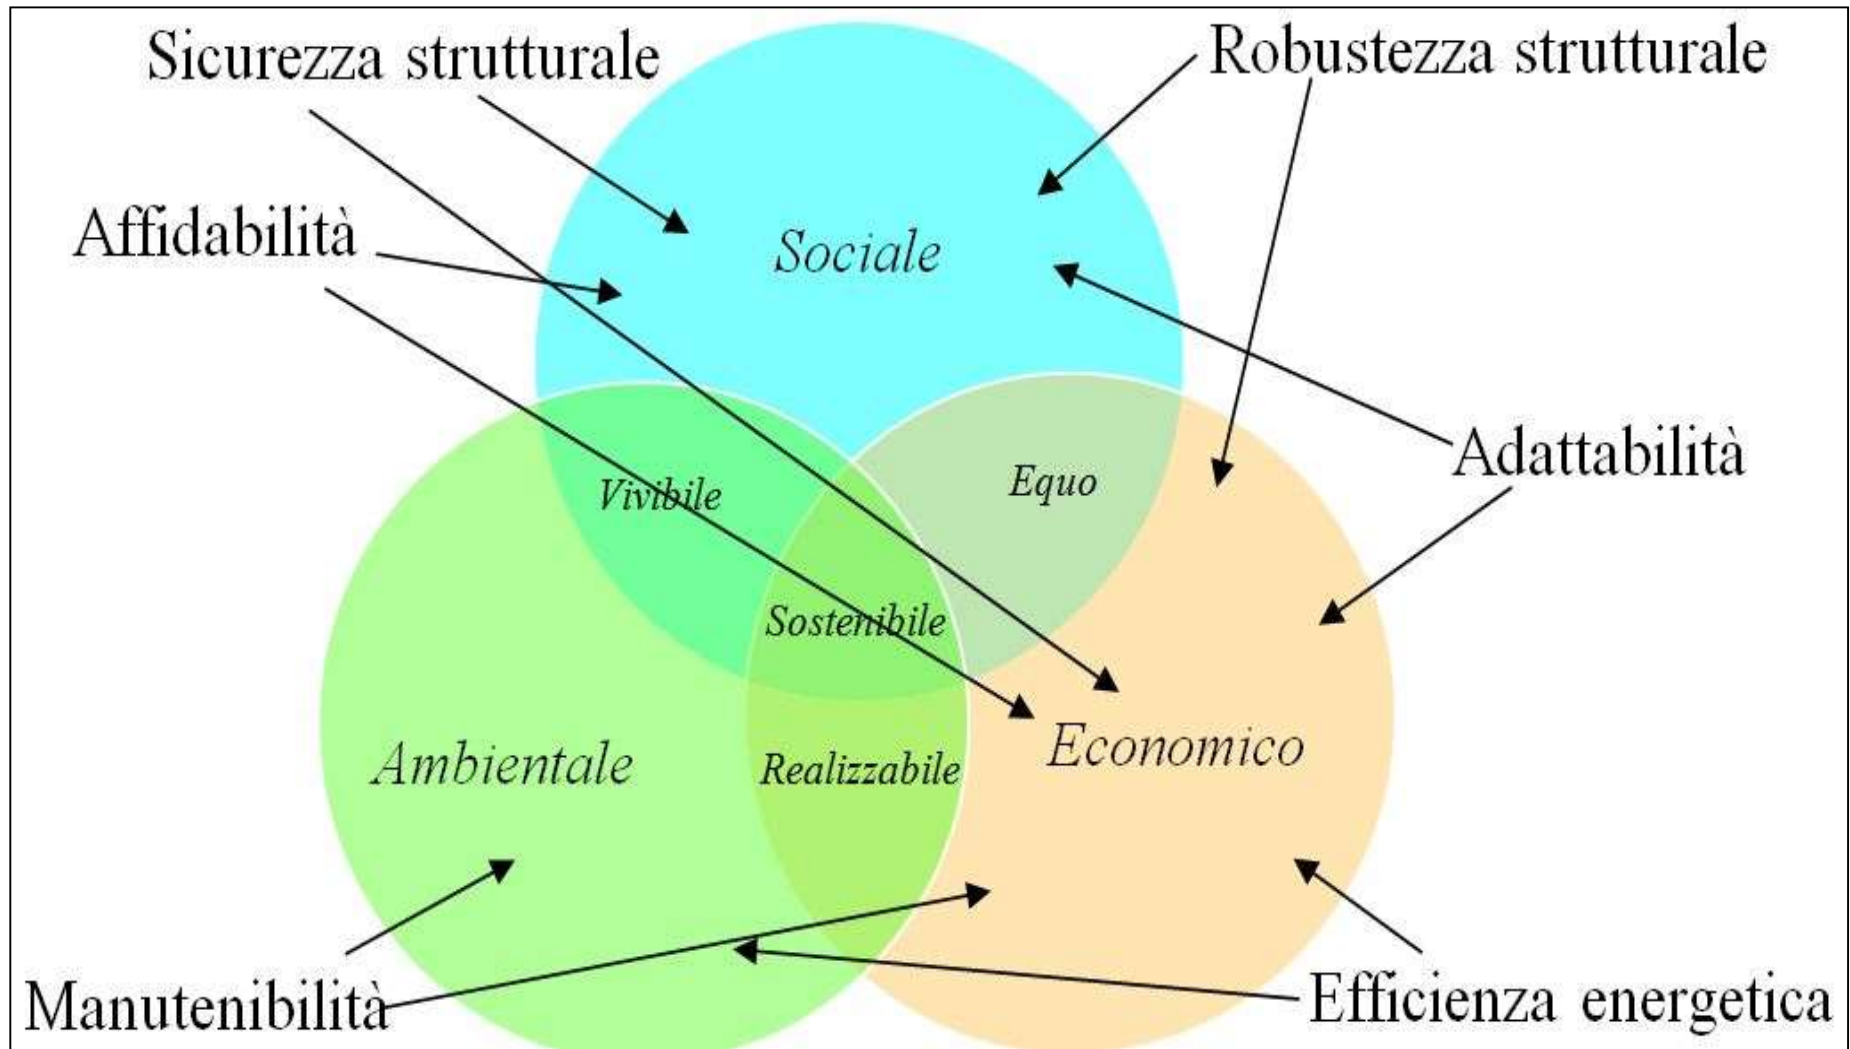 Sicurezza strutturale
Robustezza strutturale
Affidabilità
Sociale
Adattabilità
Vivibile
Equo
Sostenibile
Ambientale
Realizzabile
Economico
Manutenibilità
Efficienza energetica